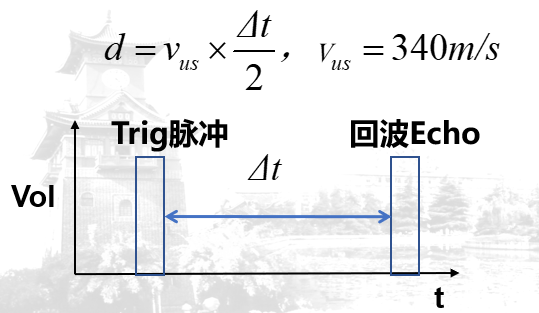 d = v_us × Δt/2，v_us = 340m/s
Trig脉冲 回波Echo
Δt
Vol
t